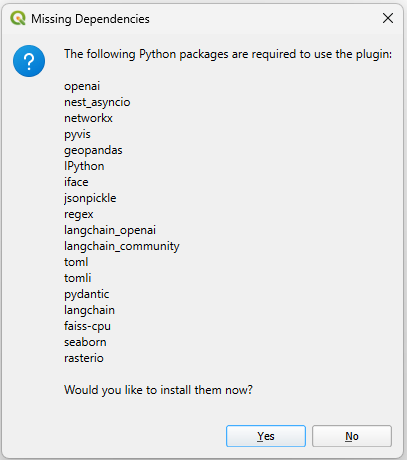 Missing Dependencies
The following Python packages are required to use the plugin:
openai
nest_asyncio
networkx
pyvis
geopandas
IPython
iface
jsonpickle
regex
langchain_openai
langchain_community
toml
tomli
pydantic
langchain
faiss-cpu
seaborn
rasterio
Would you like to install them now?
Yes
No